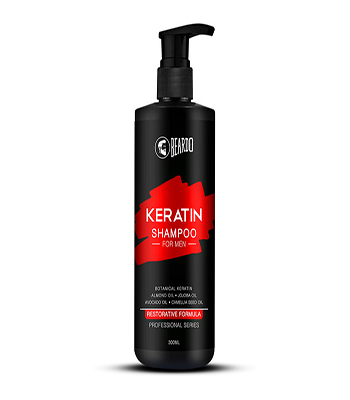 BEARDO
KERATIN
SHAMPOO
FOR MEN
BOTANICAL KERATIN
ALMOND OIL • JOJOBA OIL
AVOCADO OIL • CAMELLIA SEED OIL
RESTORATIVE FORMULA
PROFESSIONAL SERIES
300ML